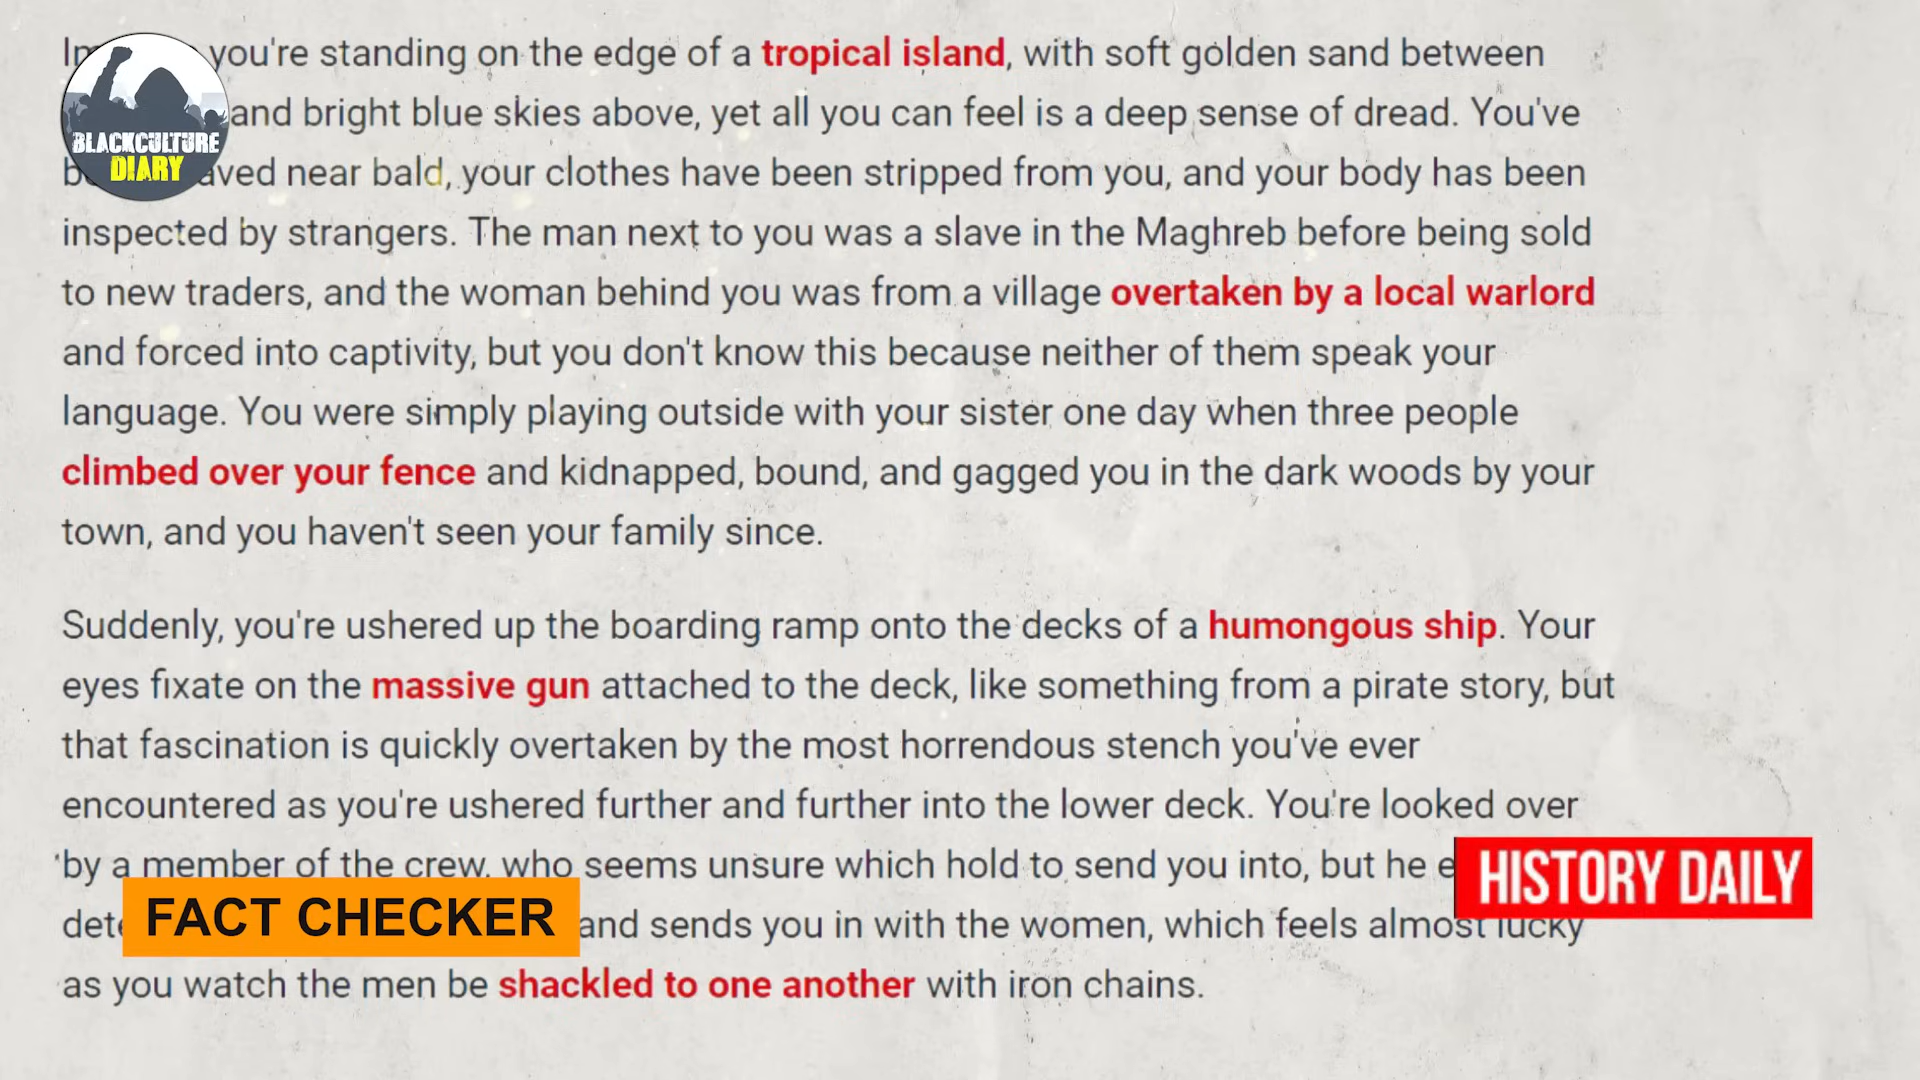 you're standing on the edge of a tropical island, with soft golden sand between
and bright blue skies above, yet all you can feel is a deep sense of dread. You've
near bald, your clothes have been stripped from you, and your body has been
inspected by strangers. The man next to you was a slave in the Maghreb before being sold
to new traders, and the woman behind you was from a village overtaken by a local warlord
and forced into captivity, but you don't know this because neither of them speak your
language. You were simply playing outside with your sister one day when three people
climbed over your fence and kidnapped, bound, and gagged you in the dark woods by your
town, and you haven't seen your family since.
Suddenly, you're ushered up the boarding ramp onto the decks of a humongous ship. Your
eyes fixate on the massive gun attached to the deck, like something from a pirate story, but
that fascination is quickly overtaken by the most horrendous stench you've ever
encountered as you're ushered further and further into the lower deck. You're looked over
by a member of the crew, who seems unsure which hold to send you into, but he
and sends you in with the women, which feels almost lucky
as you watch the men be shackled to one another with iron chains.
BLACKCULTURE
DIARY
FACT CHECKER
HISTORY DAILY